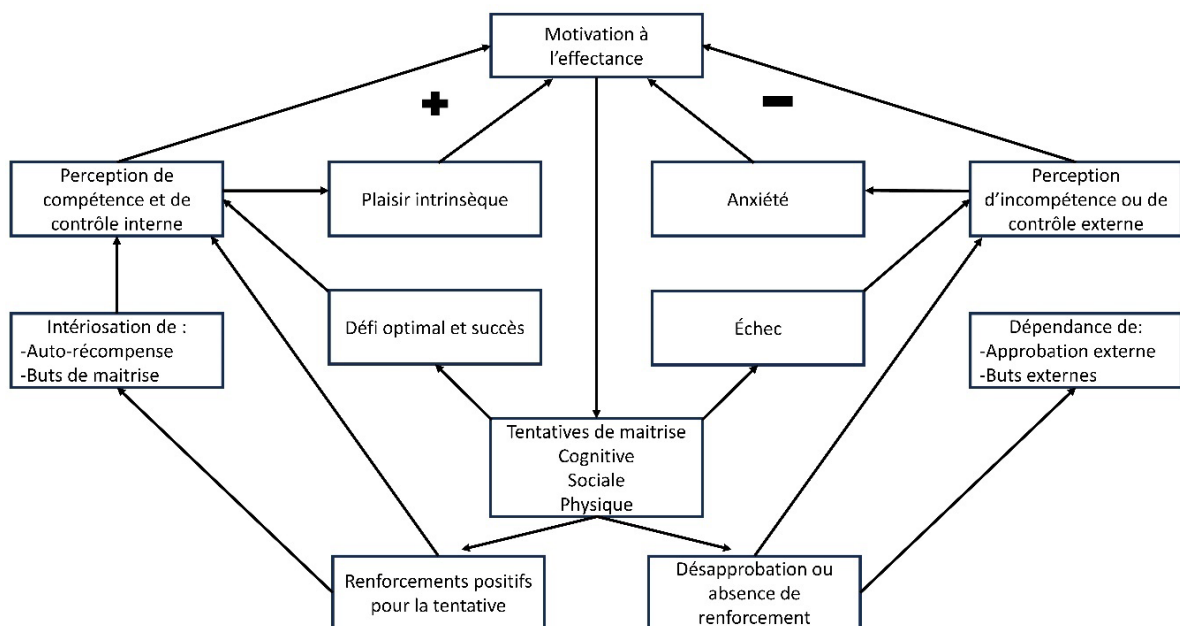 Motivation à
l'effectance
+
−
Perception de
compétence et de
contrôle interne
Plaisir intrinsèque
Anxiété
Perception
d'incompétence ou de
contrôle externe
Intériosation de :
-Auto-récompense
-Buts de maitrise
Défi optimal et succès
Échec
Dépendance de:
-Approbation externe
-Buts externes
Tentatives de maitrise
Cognitive
Sociale
Physique
Renforcements positifs
pour la tentative
Désapprobation ou
absence de
renforcement